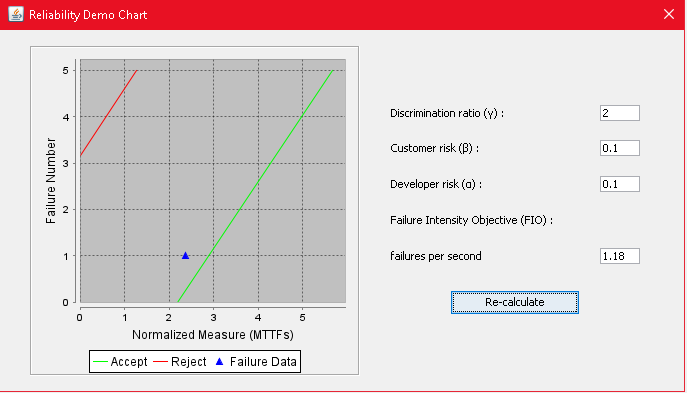 Reliability Demo Chart
5
4
3
2
1
0
Failure Number
0 1 2 3 4 5
Normalized Measure (MTTFs)
Accept Reject Failure Data
Discrimination ratio (γ) : 2
Customer risk (β) : 0.1
Developer risk (α) : 0.1
Failure Intensity Objective (FIO) :
failures per second 1.18
Re-calculate